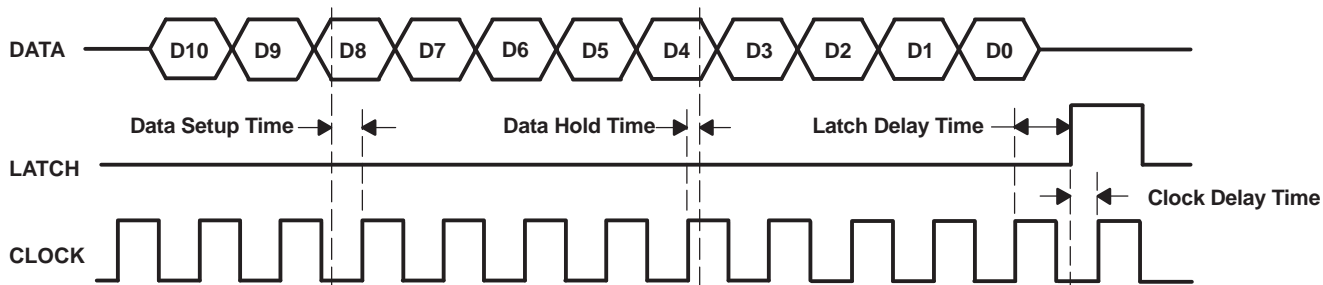 DATA D10 D9 D8 D7 D6 D5 D4 D3 D2 D1 D0
Data Setup Time Data Hold Time Latch Delay Time
LATCH
Clock Delay Time
CLOCK